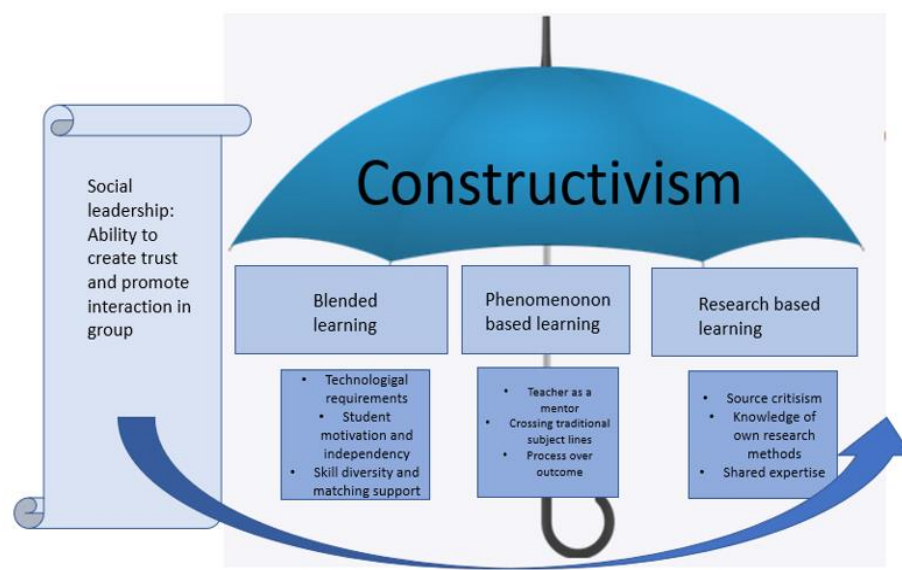 Constructivism
Social
leadership:
Ability to
create trust
and promote
interaction in
group
Blended
learning
Phenomenonon
based learning
Research based
learning
• Technologigal
requirements
• Student
motivation and
independency
• Skill diversity and
matching support
• Teacher as a
mentor
• Crossing traditional
subject lines
• Process over
outcome
• Source critisism
• Knowledge of
own research
methods
• Shared expertise